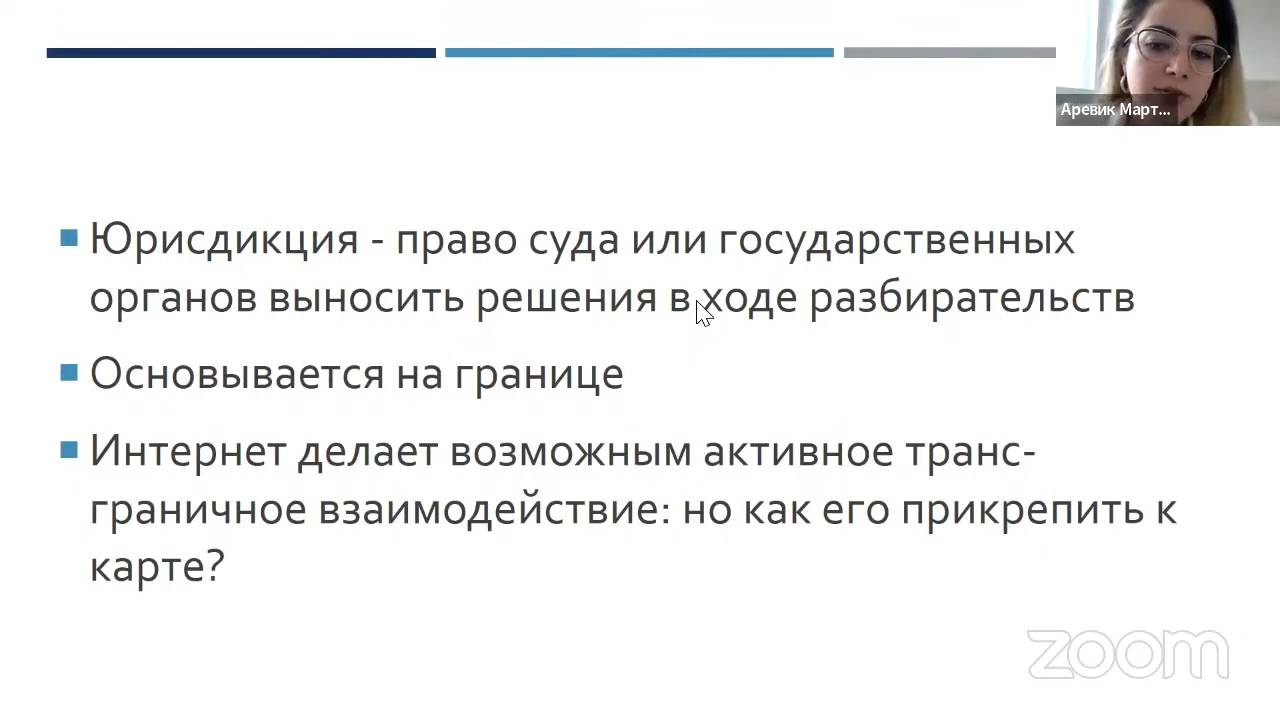 Аревик Март...
Юрисдикция - право суда или государственных
органов выносить решения в ходе разбирательств
Основывается на границе
Интернет делает возможным активное транс-
граничное взаимодействие: но как его прикрепить к
карте?
zoom